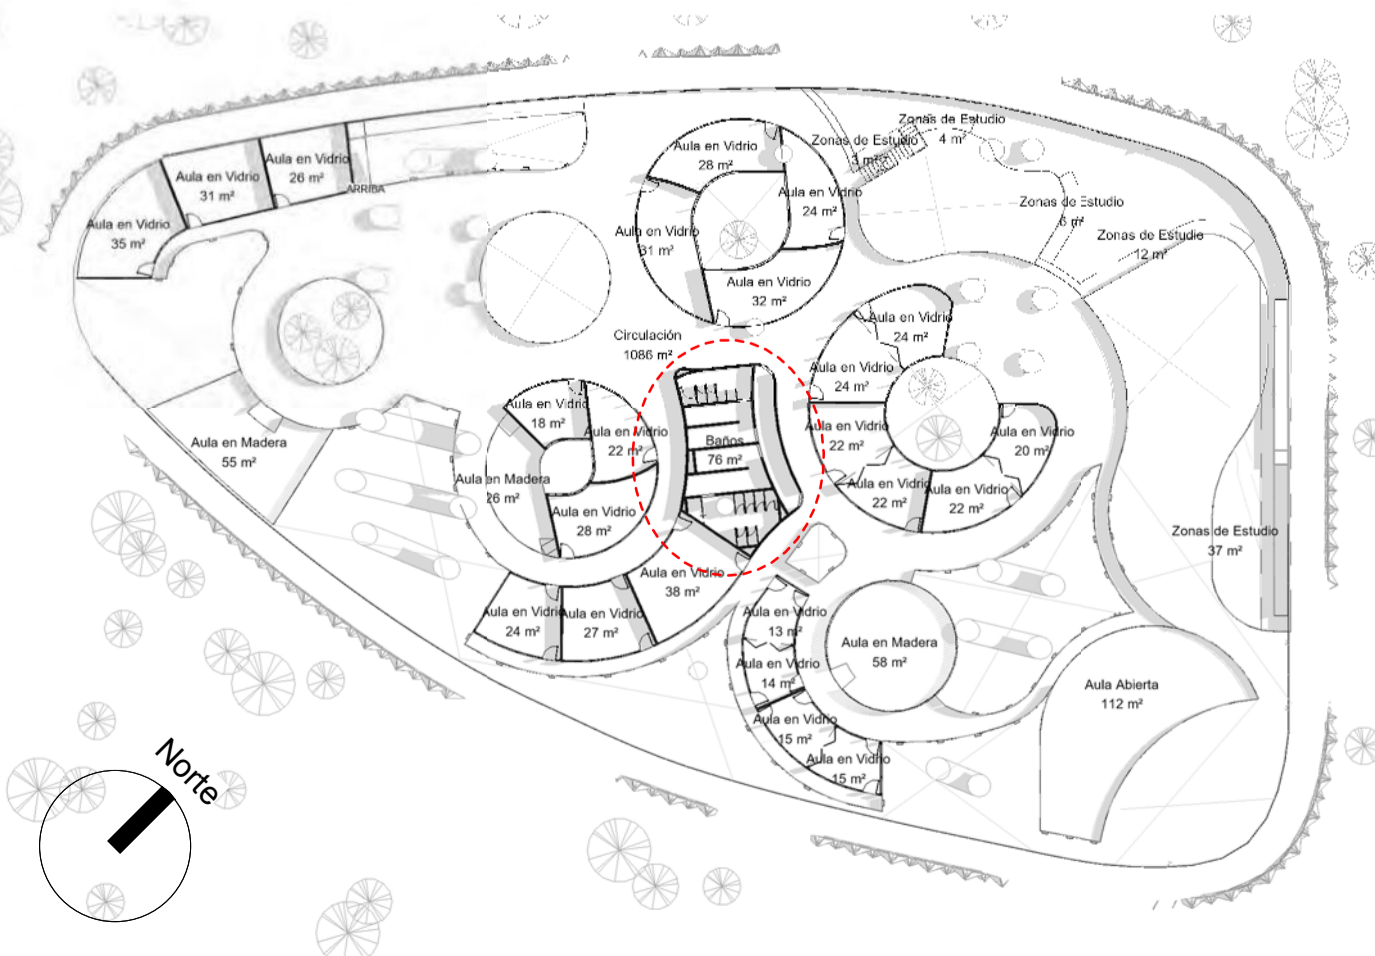 Zonas de Estudio
4 m²
Zonas de Estudio
3 m²
Aula en Vidrio
28 m²
Aula en Vidrio
26 m²
Aula en Vidrio
31 m²
ARRIBA
Aula en Vidrio
24 m²
Zonas de Estudio
6 m²
Aula en Vidrio
35 m²
Aula en Vidrio
31 m²
Zonas de Estudio
12 m²
Aula en Vidrio
32 m²
Aula en Vidrio
24 m²
Circulación
1086 m²
Aula en Vidrio
24 m²
Aula en Vidrio
18 m²
Aula en Vidrio
22 m²
Aula en Vidrio
22 m²
Aula en Vidrio
20 m²
Aula en Madera
55 m²
Baños
76 m²
Aula en Madera
26 m²
Aula en Vidrio
22 m²
Aula en Vidrio
22 m²
Aula en Vidrio
28 m²
Zonas de Estudio
37 m²
Aula en Vidrio
38 m²
Aula en Vidrio
24 m²
Aula en Vidrio
27 m²
Aula en Vidrio
13 m²
Aula en Madera
58 m²
Aula en Vidrio
14 m²
Aula Abierta
112 m²
Aula en Vidrio
15 m²
Aula en Vidrio
15 m²
Norte